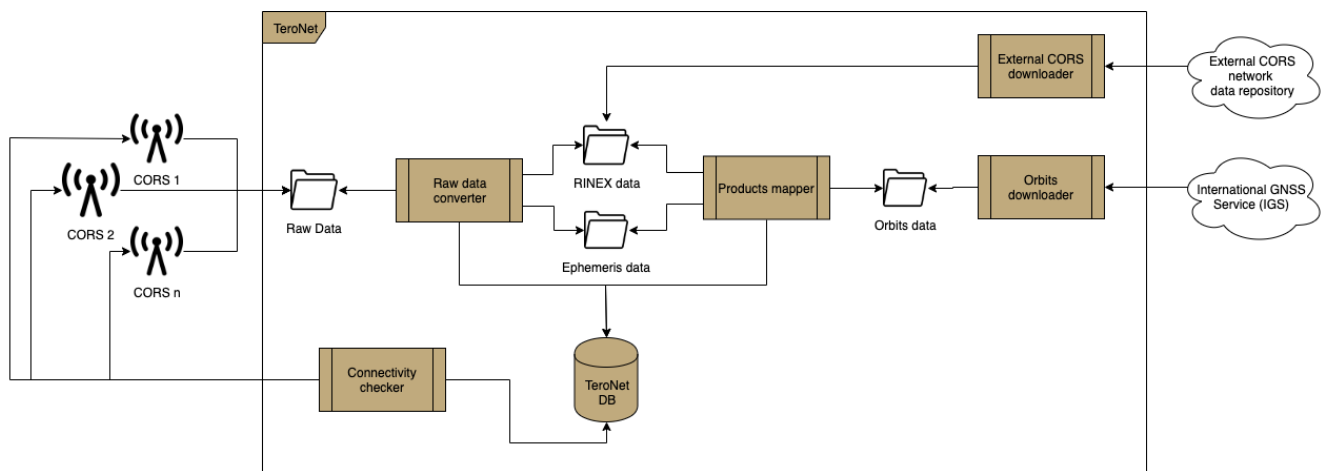 TeroNet
External CORS
downloader
External CORS
network
data repository
CORS 1
RINEX data
CORS 2
Raw Data
Raw data
converter
Products mapper
Orbits data
Orbits
downloader
International GNSS
Service (IGS)
CORS n
Ephemeris data
Connectivity
checker
TeroNet
DB